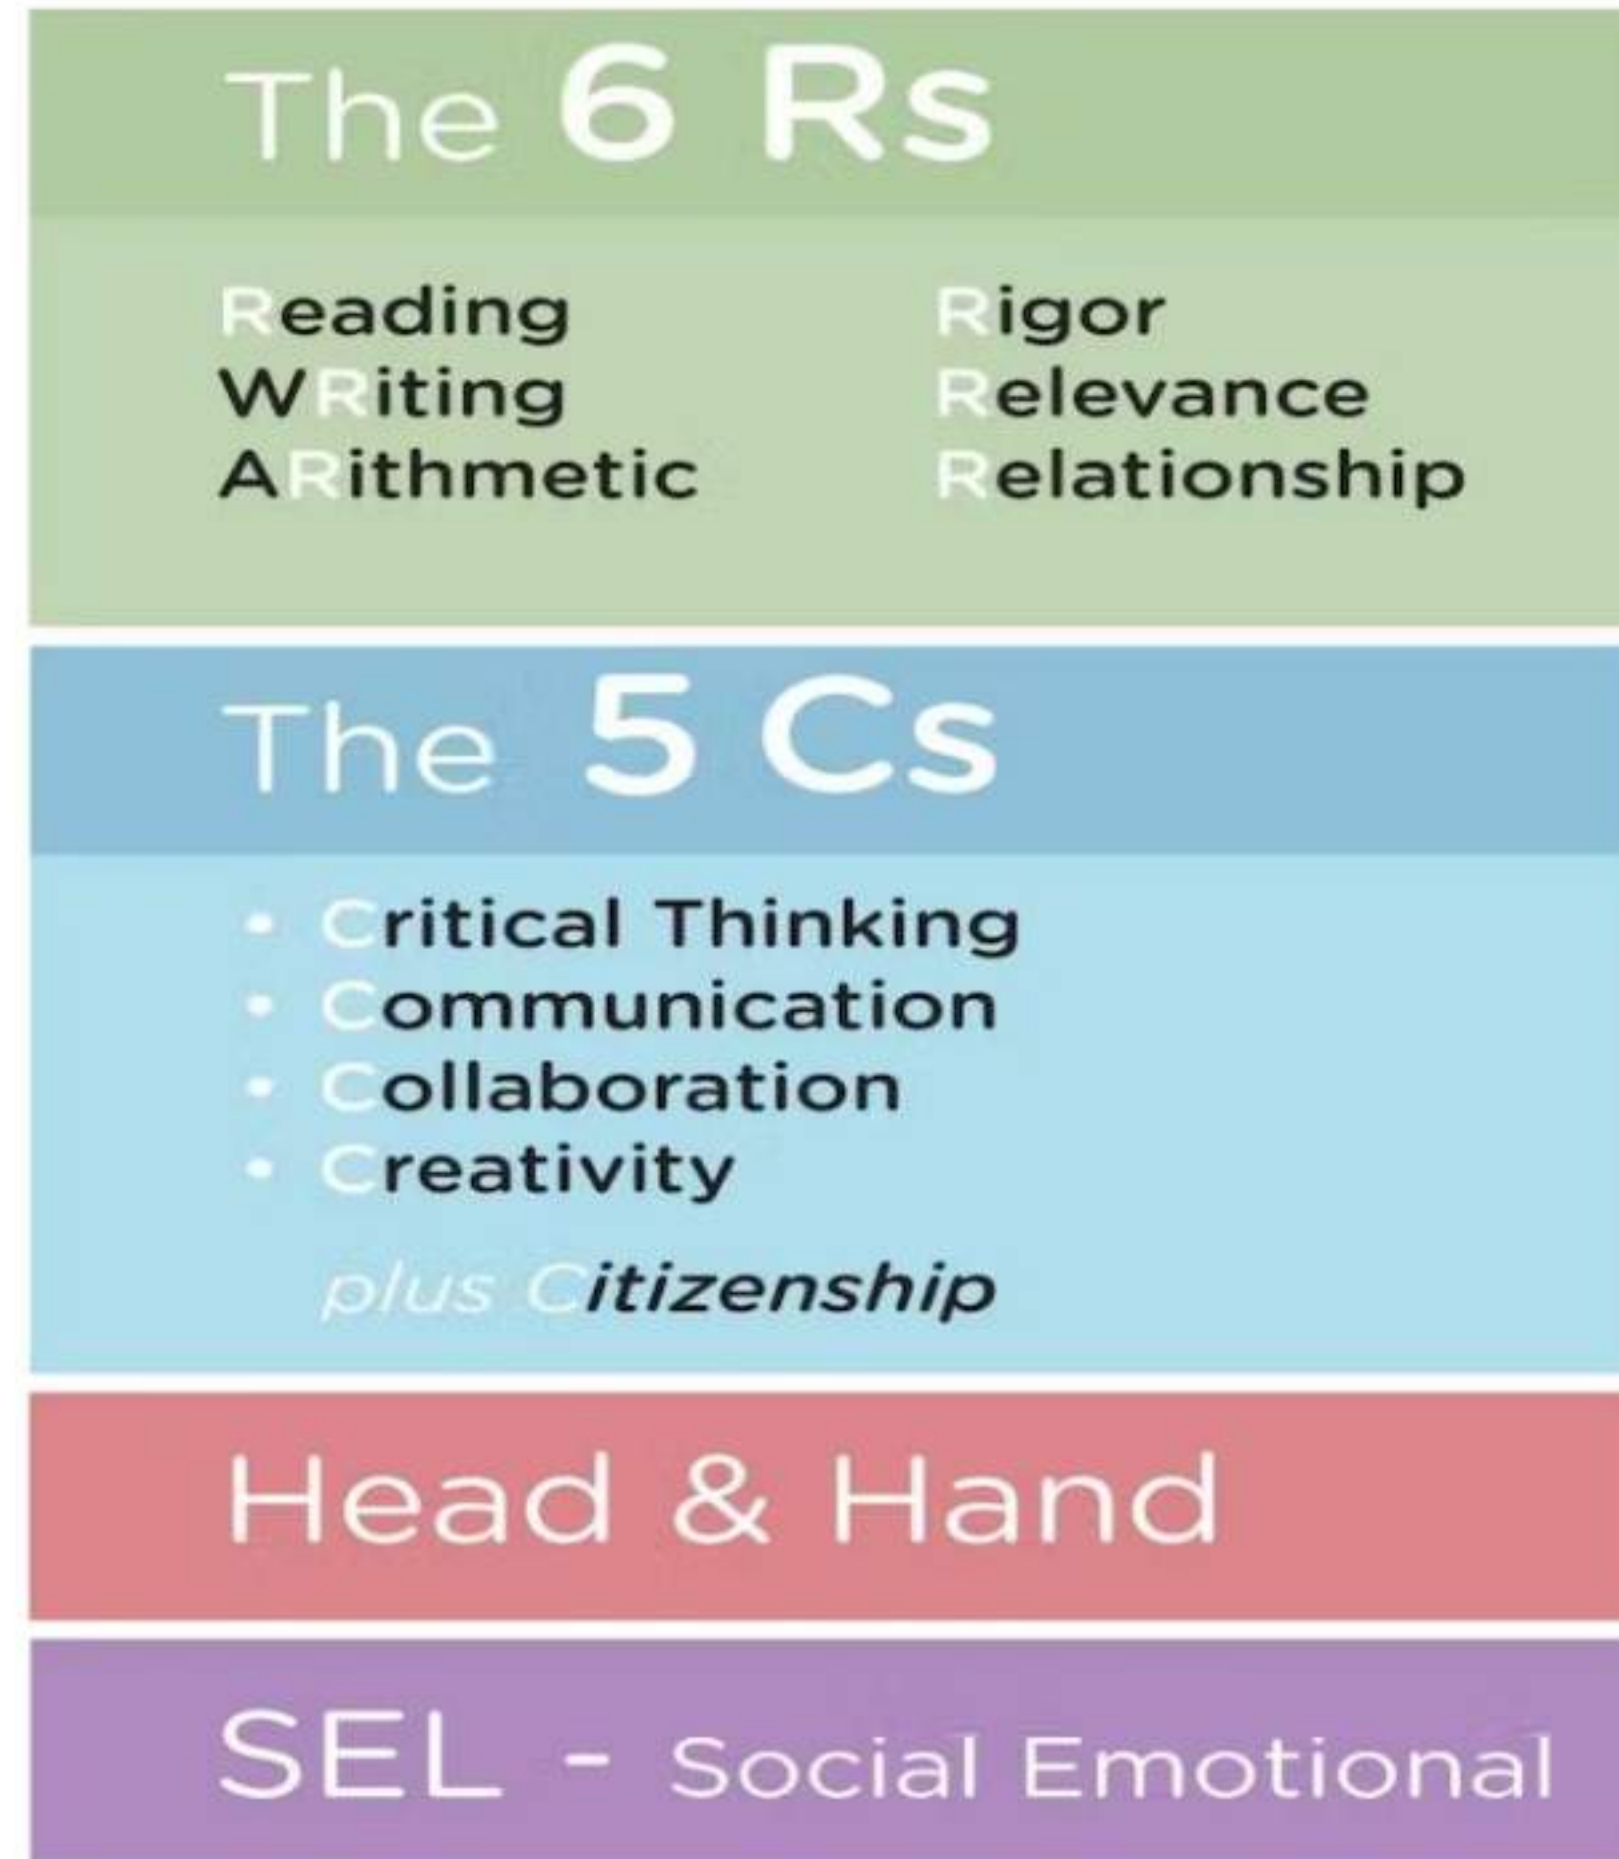 The 6 Rs
Reading
WRiting
ARithmetic
Rigor
Relevance
Relationship
The 5 Cs
• Critical Thinking
• Communication
• Collaboration
• Creativity
plus Citizenship
Head & Hand
SEL - Social Emotional